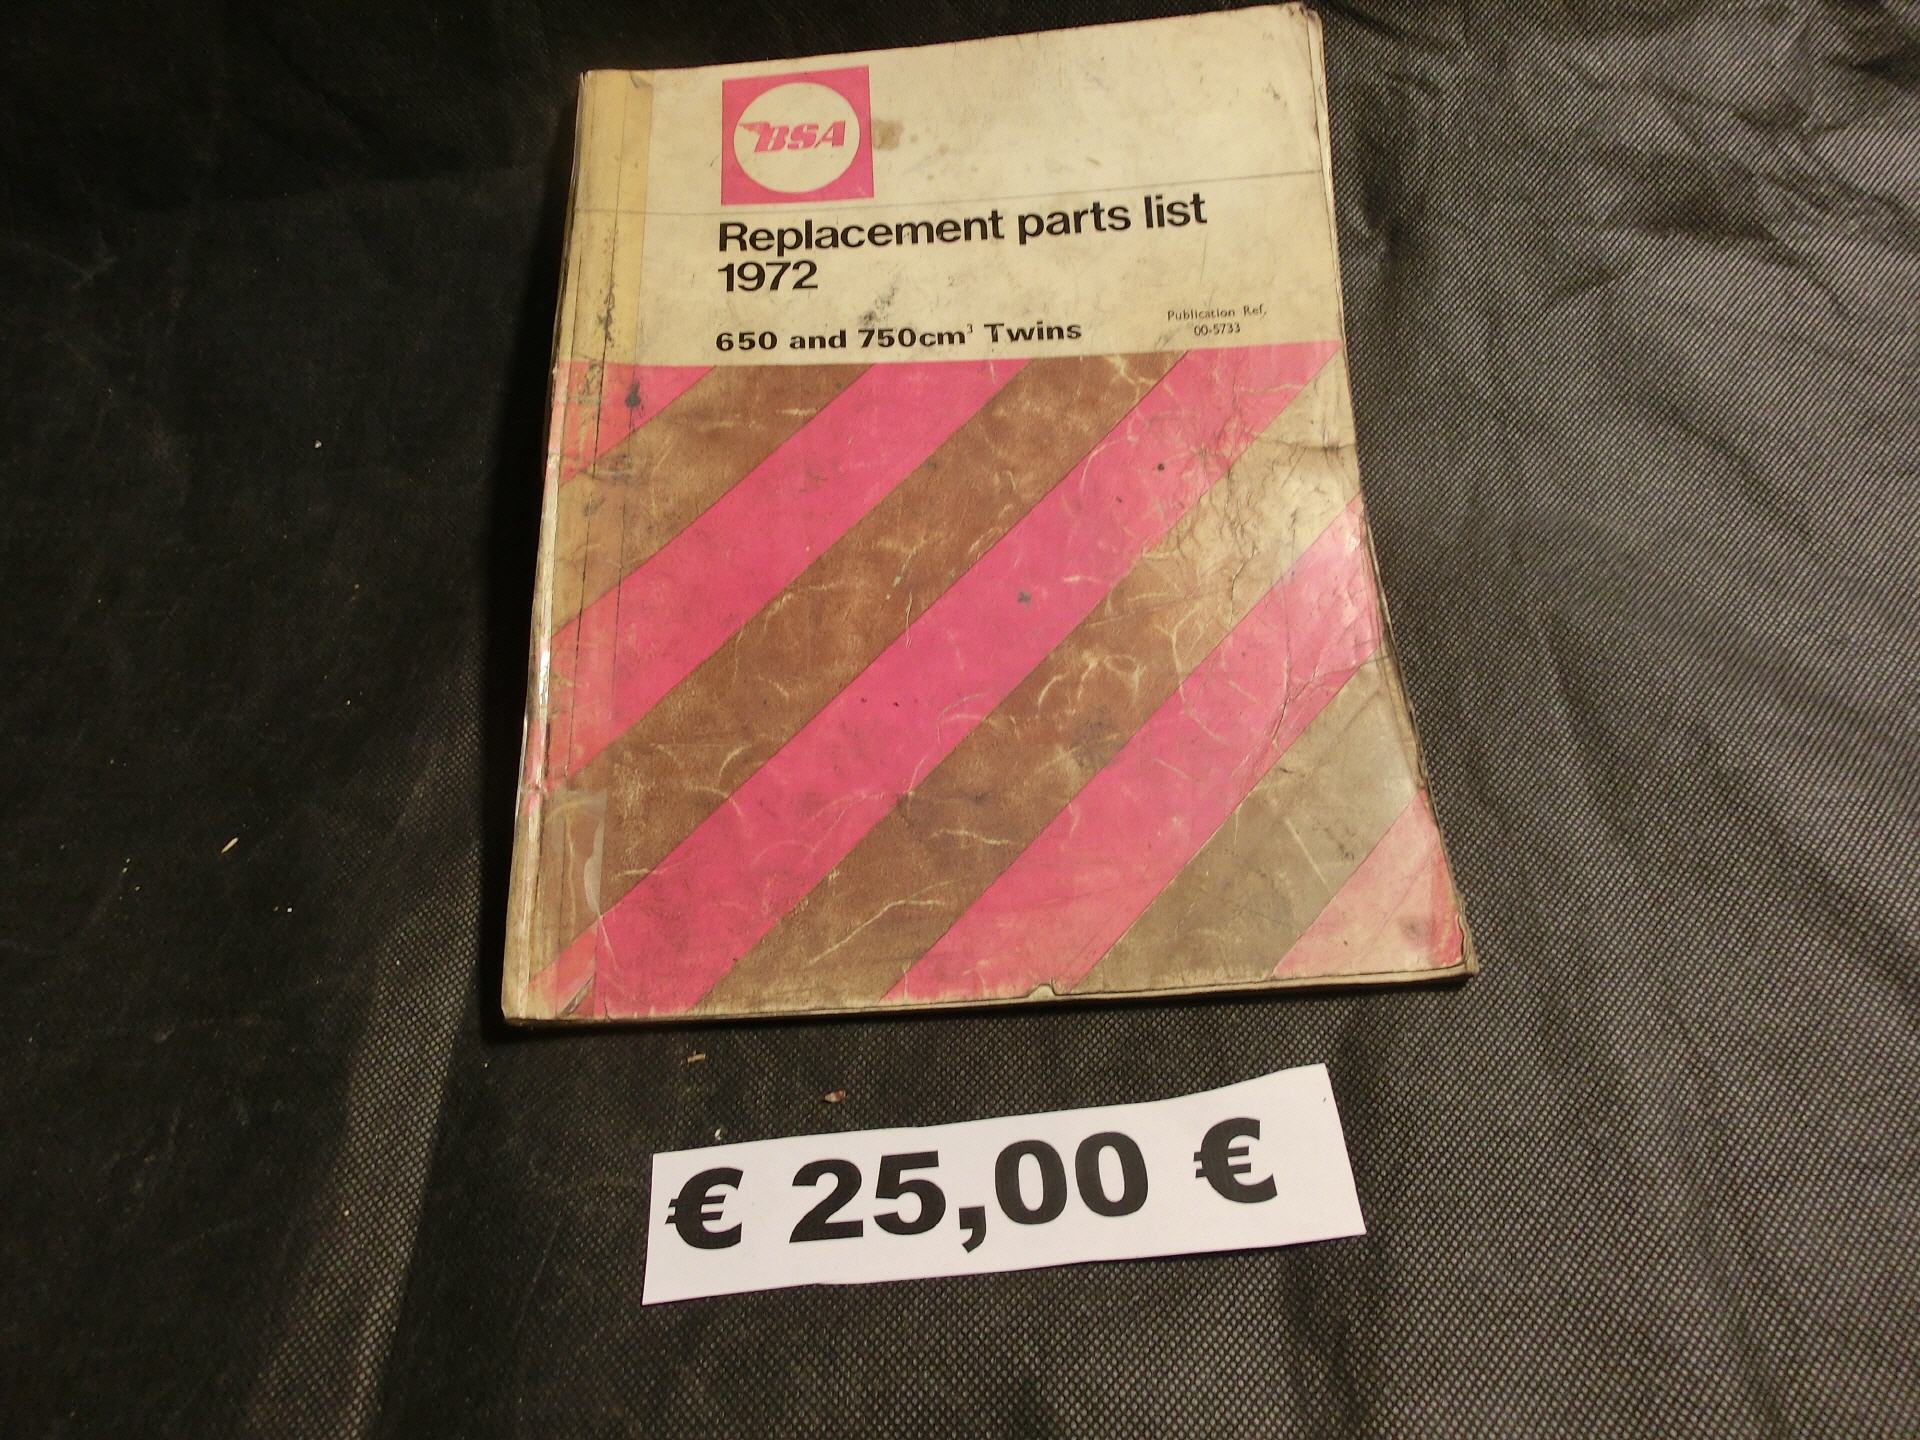 BSA
Replacement parts list
1972
650 and 750cm³ Twins
Publication Ref.
00-5733
€ 25,00 €